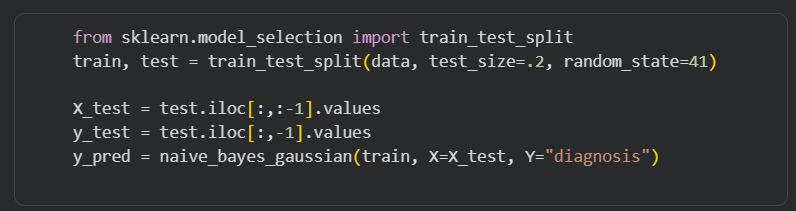 from sklearn.model_selection import train_test_split
train, test = train_test_split(data, test_size=.2, random_state=41)
X_test = test.iloc[:,:-1].values
y_test = test.iloc[:,-1].values
y_pred = naive_bayes_gaussian(train, X=X_test, Y="diagnosis")